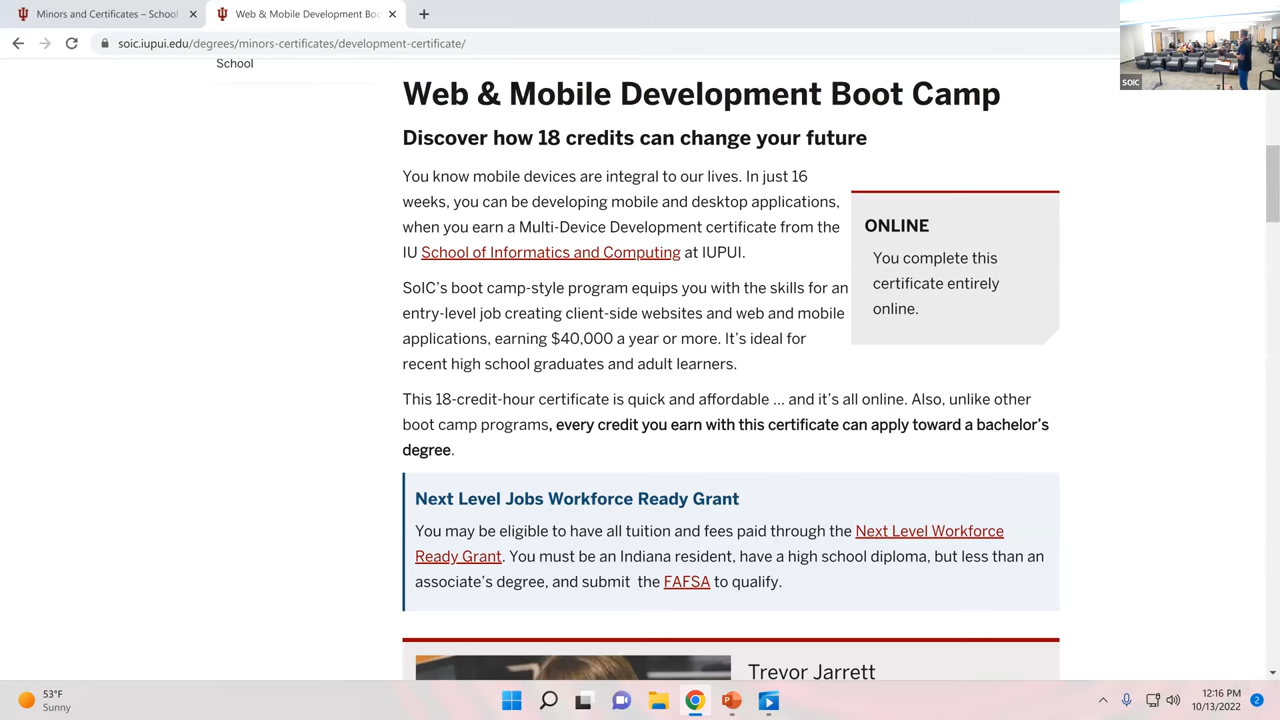 Minors and Certificates – School
Web & Mobile Development Boo
soic.iupui.edu/degrees/minors-certificates/development-certificate/
SOIC
School
Web & Mobile Development Boot Camp
Discover how 18 credits can change your future
You know mobile devices are integral to our lives. In just 16
weeks, you can be developing mobile and desktop applications,
when you earn a Multi-Device Development certificate from the
IU School of Informatics and Computing at IUPUI.
ONLINE
You complete this
certificate entirely
online.
SoIC’s boot camp-style program equips you with the skills for an
entry-level job creating client-side websites and web and mobile
applications, earning $40,000 a year or more. It’s ideal for
recent high school graduates and adult learners.
This 18-credit-hour certificate is quick and affordable ... and it’s all online. Also, unlike other
boot camp programs, every credit you earn with this certificate can apply toward a bachelor’s
degree.
Next Level Jobs Workforce Ready Grant
You may be eligible to have all tuition and fees paid through the Next Level Workforce
Ready Grant. You must be an Indiana resident, have a high school diploma, but less than an
associate’s degree, and submit the FAFSA to qualify.
Trevor Jarrett
53°F
Sunny
12:16 PM
10/13/2022
2